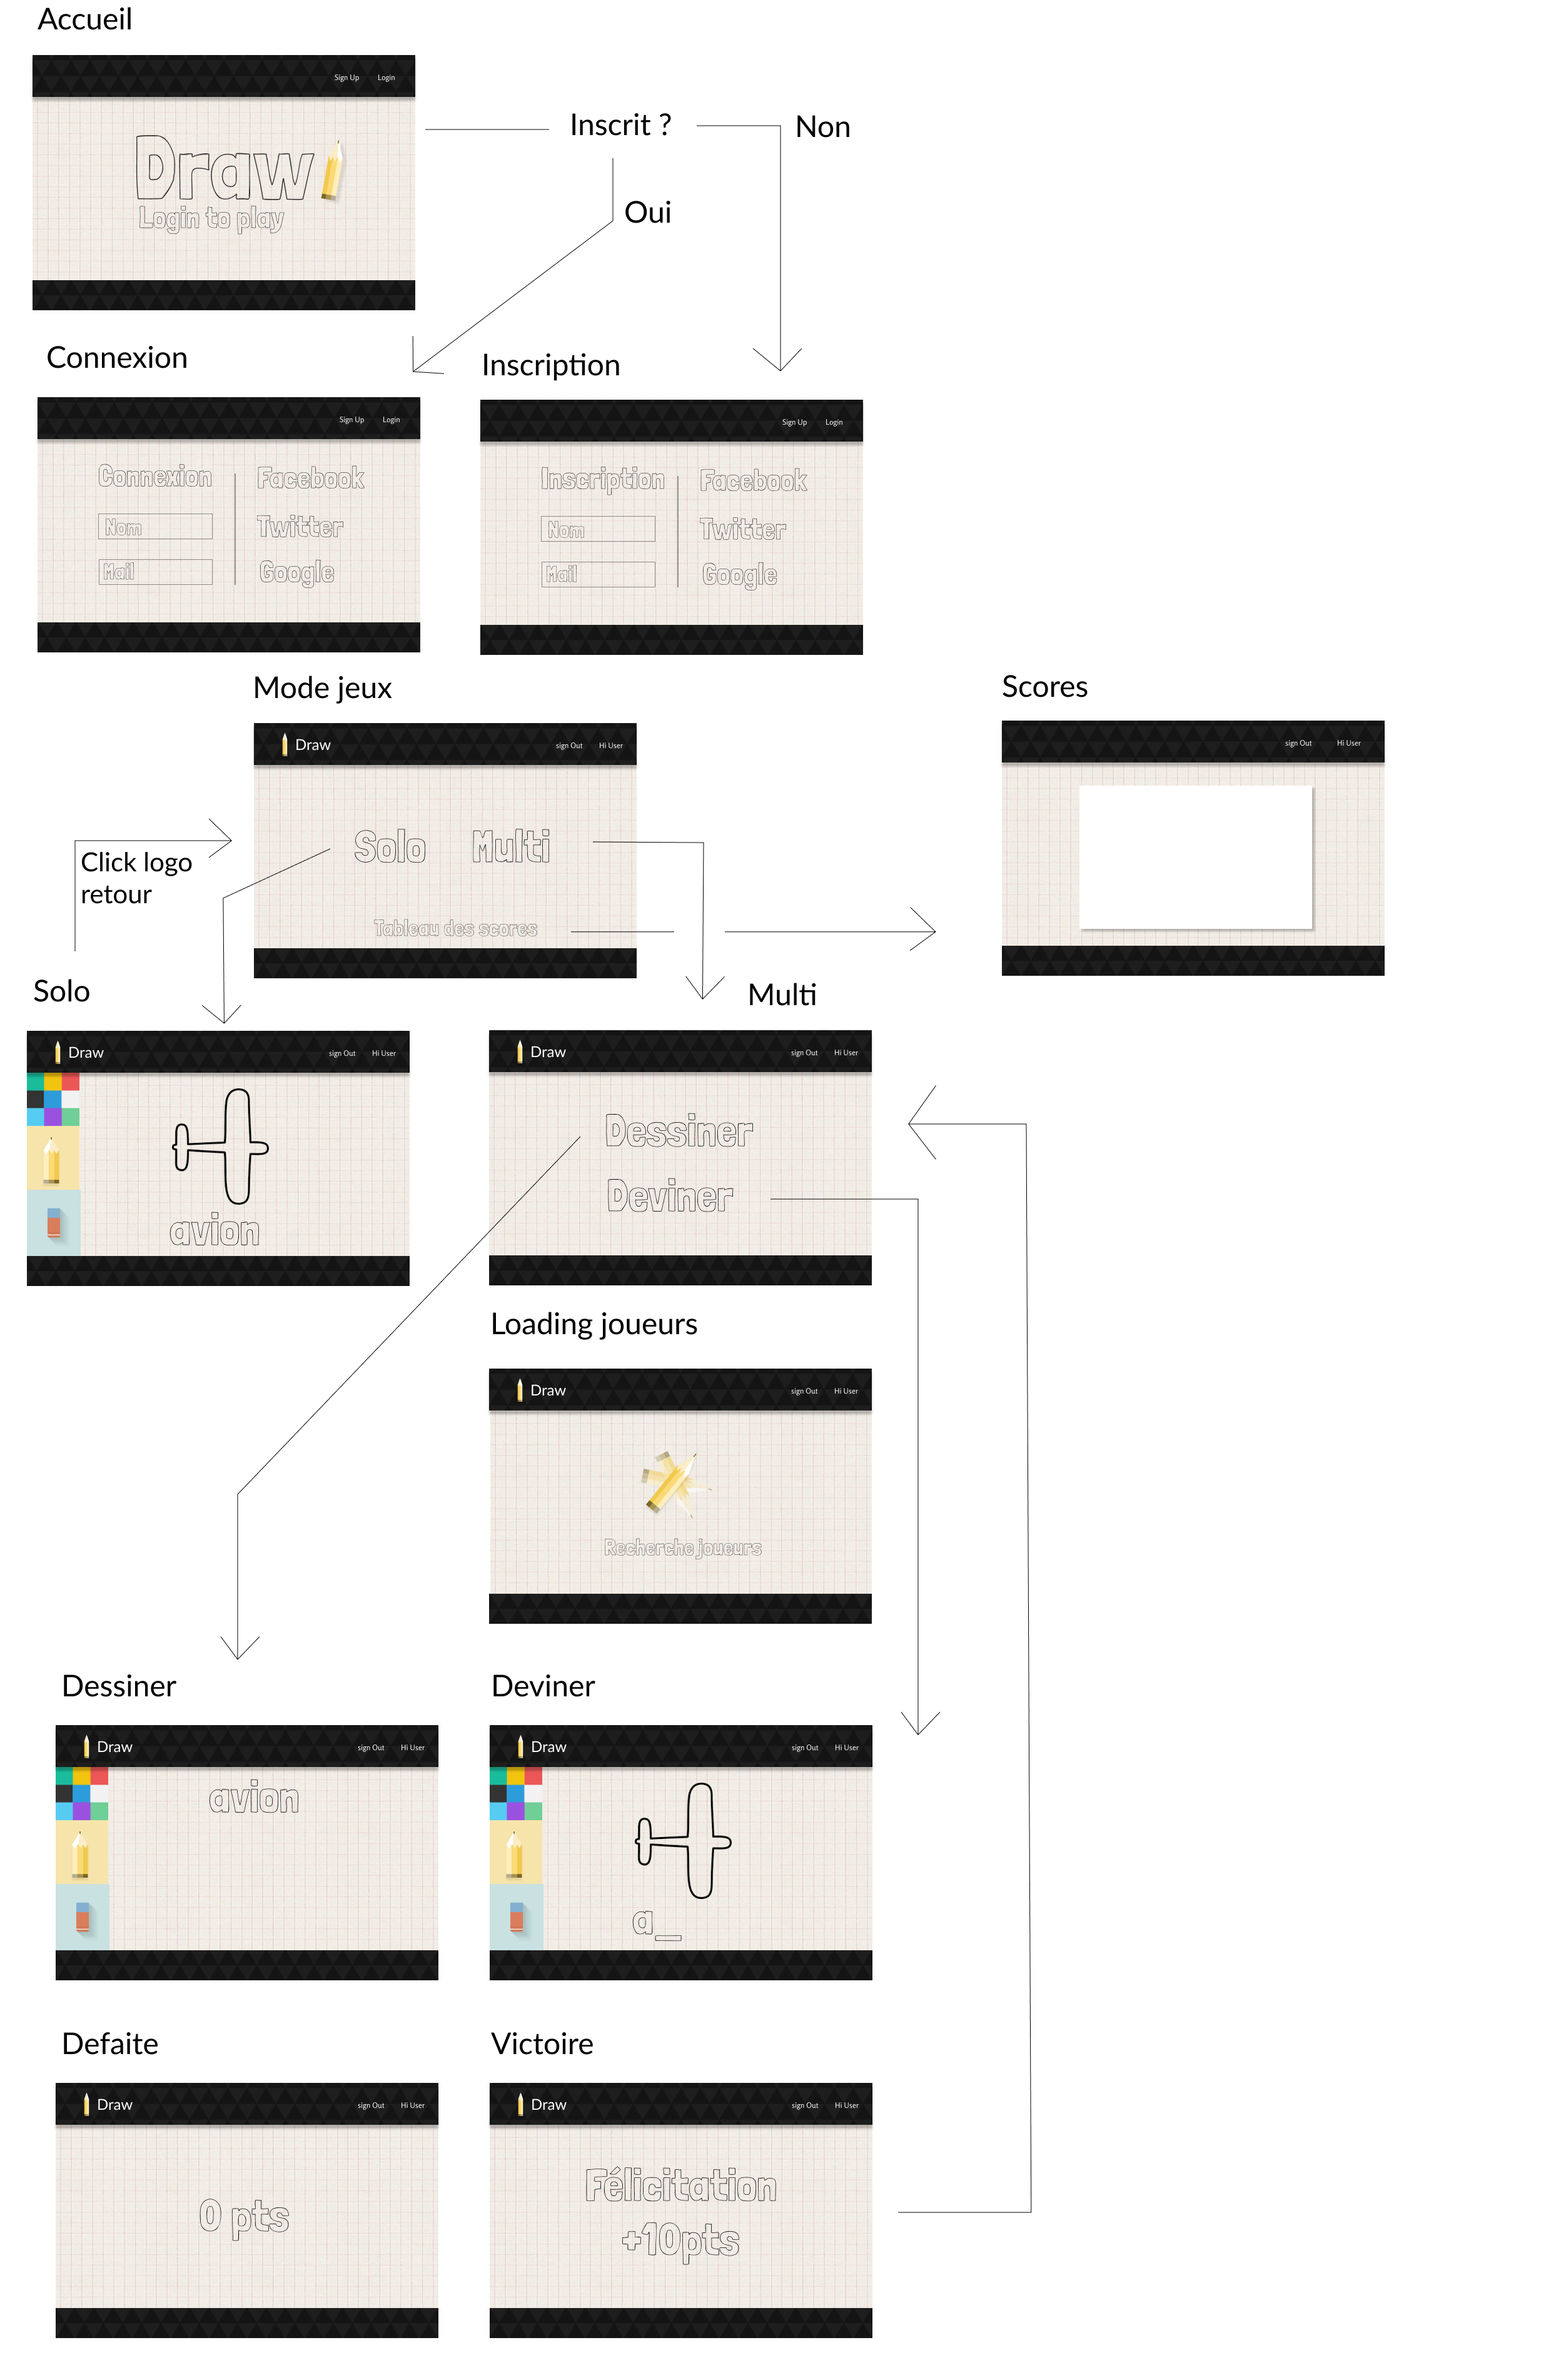 Accueil
Sign Up Login
Draw
Login to play
Inscrit ?
Non
Oui
Connexion
Sign Up Login
Connexion
Nom
Mail
Facebook
Twitter
Google
Inscription
Sign Up Login
Inscription
Nom
Mail
Facebook
Twitter
Google
Mode jeux
Draw sign Out Hi User
Solo Multi
Tableau des scores
Scores
sign Out Hi User
Click logo
retour
Solo
Draw sign Out Hi User
avion
Multi
Draw sign Out Hi User
Dessiner
Deviner
Loading joueurs
Draw sign Out Hi User
Recherche joueurs
Dessiner
Draw sign Out Hi User
avion
Deviner
Draw sign Out Hi User
a_
Defaite
Draw sign Out Hi User
0 pts
Victoire
Draw sign Out Hi User
Félicitation
+10pts